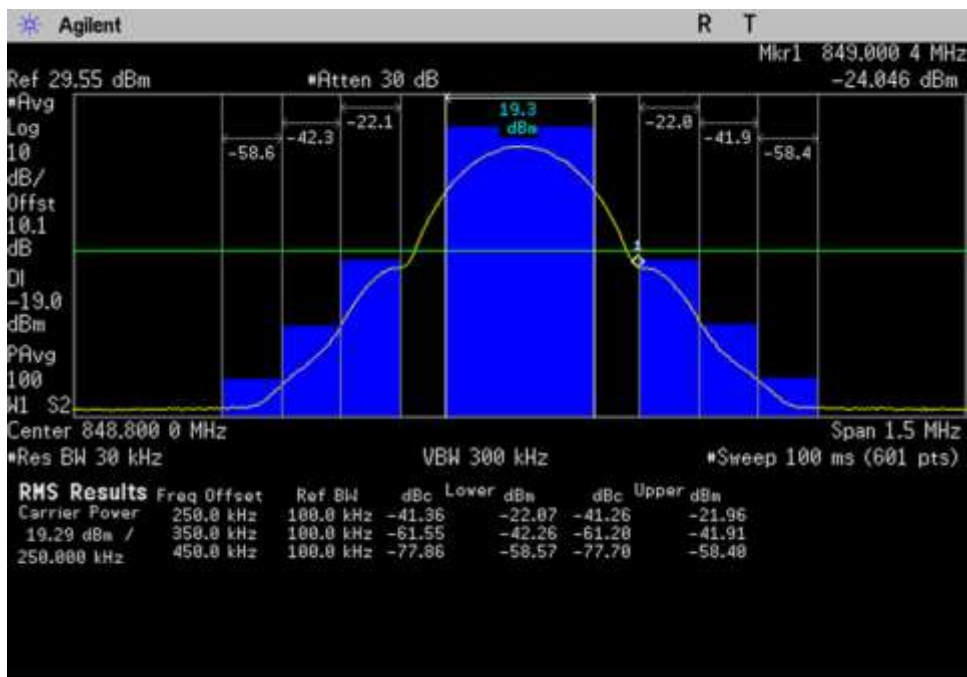 Agilent R T
Mkr1 849.000 4 MHz
Ref 29.55 dBm #Atten 30 dB -24.046 dBm
#Avg
Log
10
dB/
Offst
10.1
dB
DI
-19.0
dBm
PAvg
100
W1 S2
-58.6
-42.3
-22.1
19.3
dBm
-22.0
-41.9
-58.4
1
Center 848.800 0 MHz Span 1.5 MHz
#Res BW 30 kHz VBW 300 kHz #Sweep 100 ms (601 pts)
RMS Results Freq Offset Ref BW dBc Lower dBm dBc Upper dBm
Carrier Power 250.0 kHz 100.0 kHz -41.36 -22.07 -41.26 -21.96
19.29 dBm / 350.0 kHz 100.0 kHz -61.55 -42.26 -61.20 -41.91
250.000 kHz 450.0 kHz 100.0 kHz -77.86 -58.57 -77.70 -58.40